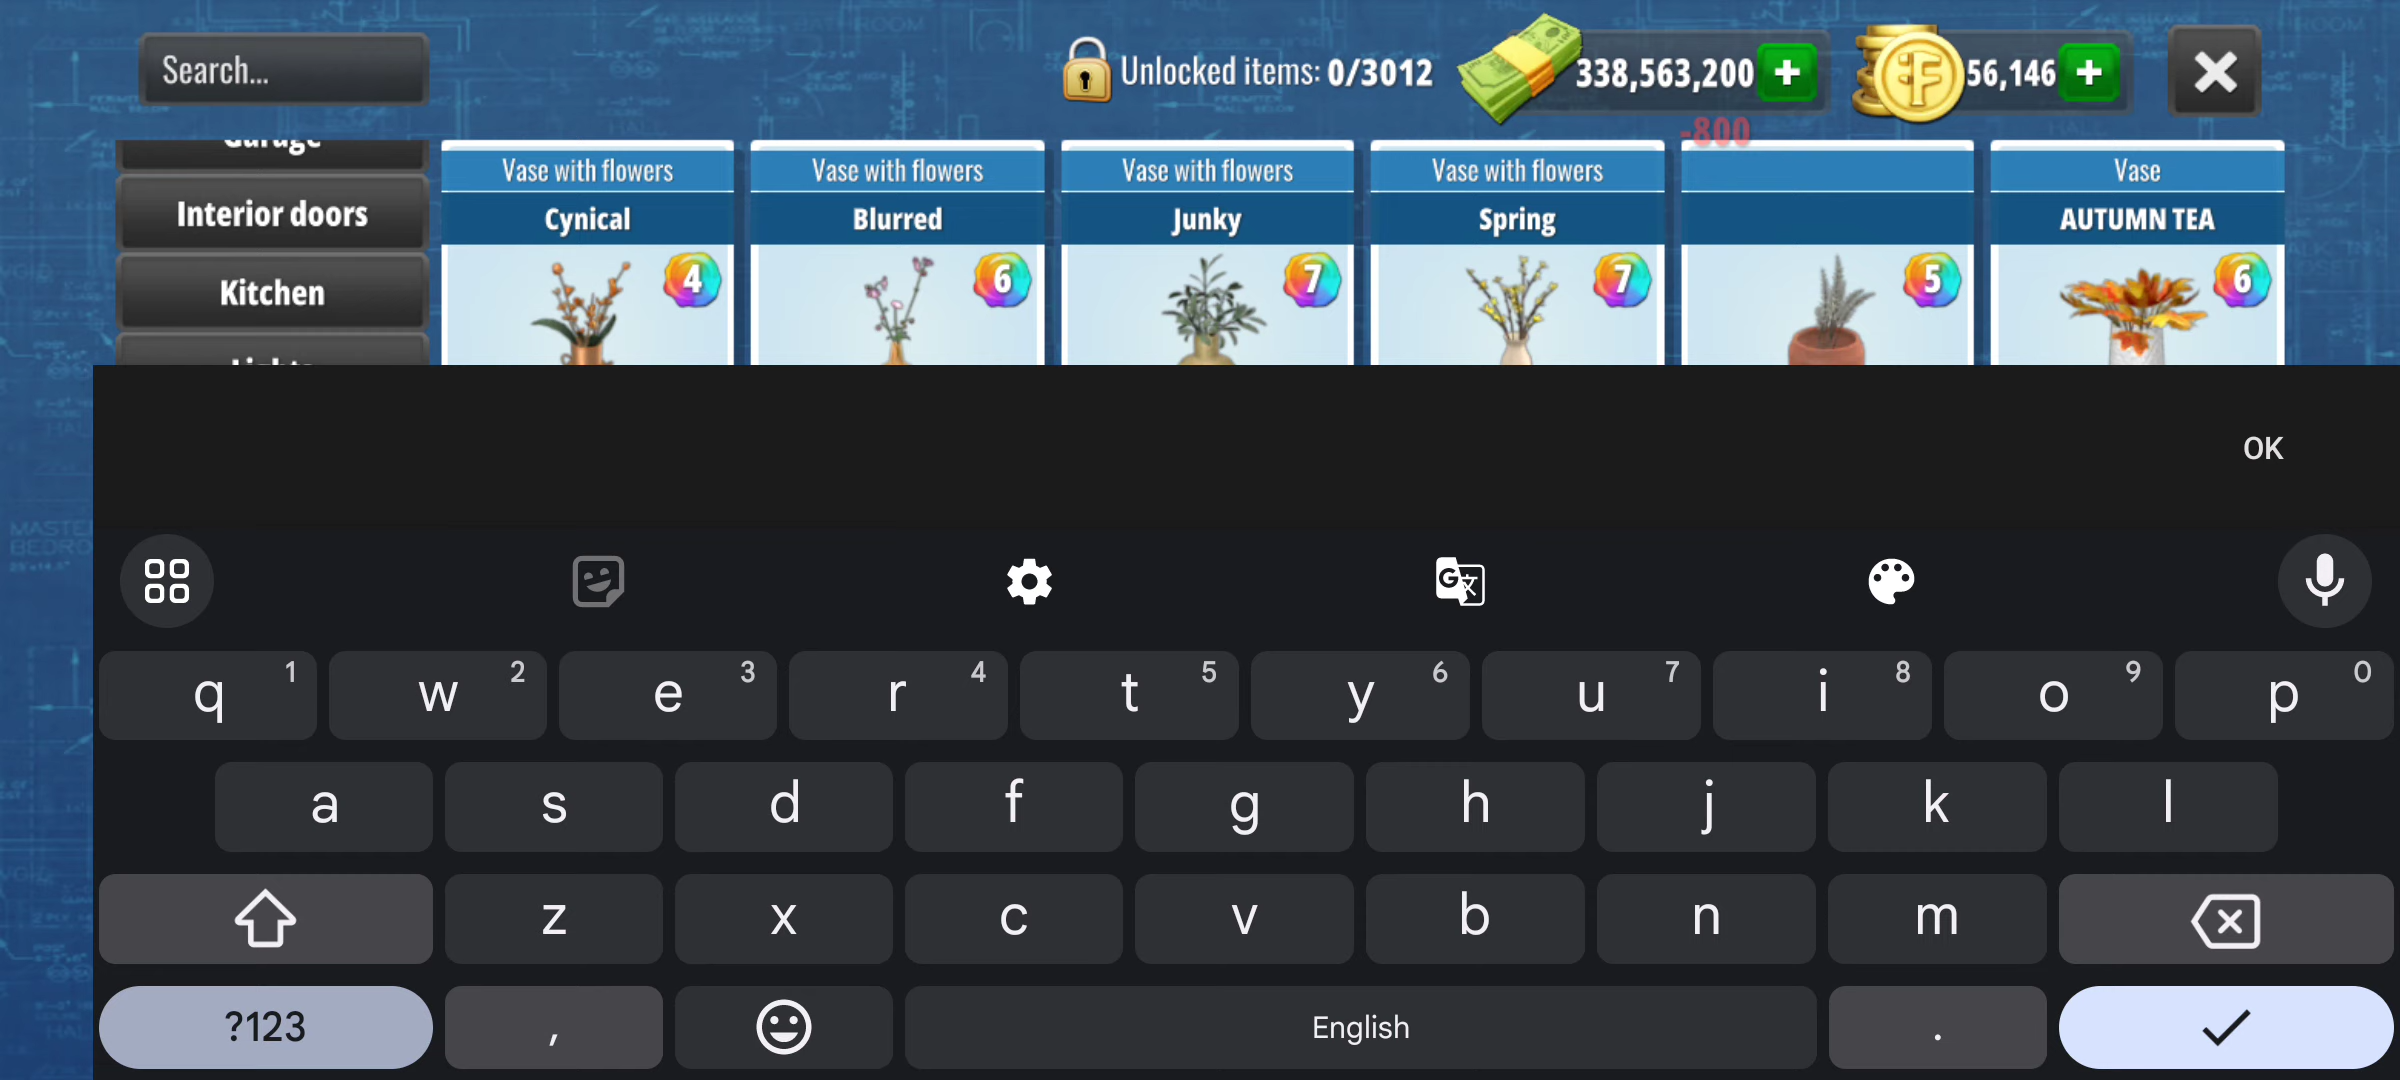 Search...
Unlocked items: 0/3012
338,563,200
56,146
-800
Garage
Interior doors
Kitchen
Lights
Vase with flowers
Cynical
4
Vase with flowers
Blurred
6
Vase with flowers
Junky
7
Vase with flowers
Spring
7
5
Vase
AUTUMN TEA
6
OK
q 1 w 2 e 3 r 4 t 5 y 6 u 7 i 8 o 9 p 0
a s d f g h j k l
z x c v b n m
?123 , English .